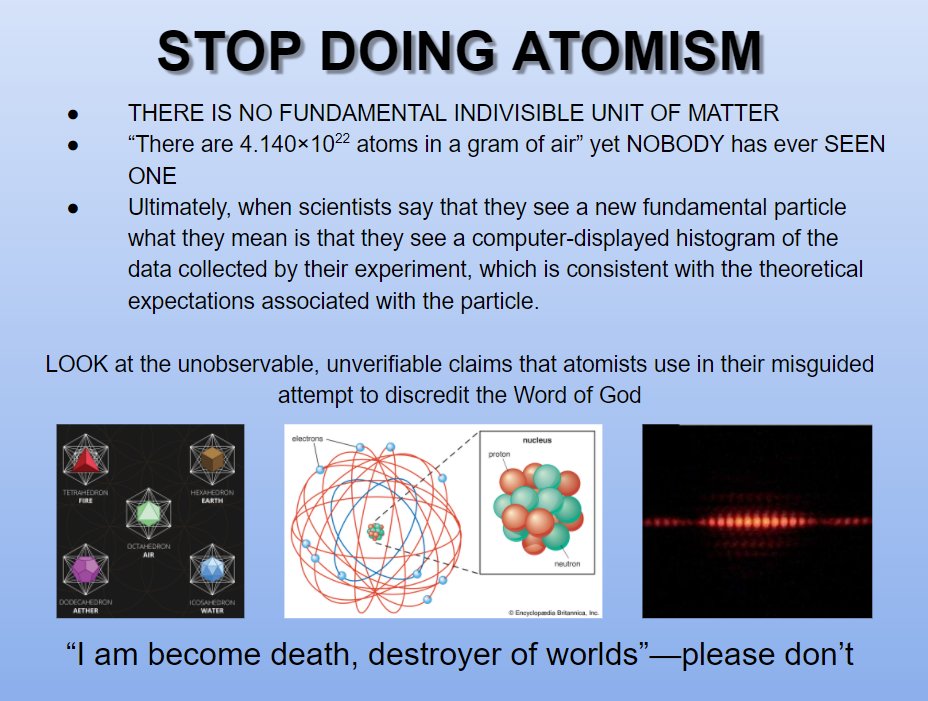 STOP DOING ATOMISM
● THERE IS NO FUNDAMENTAL INDIVISIBLE UNIT OF MATTER
● “There are 4.140×10²² atoms in a gram of air” yet NOBODY has ever SEEN
ONE
● Ultimately, when scientists say that they see a new fundamental particle
what they mean is that they see a computer-displayed histogram of the
data collected by their experiment, which is consistent with the theoretical
expectations associated with the particle.
LOOK at the unobservable, unverifiable claims that atomists use in their misguided
attempt to discredit the Word of God
TETRAHEDRON
FIRE
HEXAHEDRON
EARTH
OCTAHEDRON
AIR
DODECAHEDRON
AETHER
ICOSAHEDRON
WATER
electrons
nucleus
proton
neutron
© Encyclopædia Britannica, Inc.
“I am become death, destroyer of worlds”—please don’t